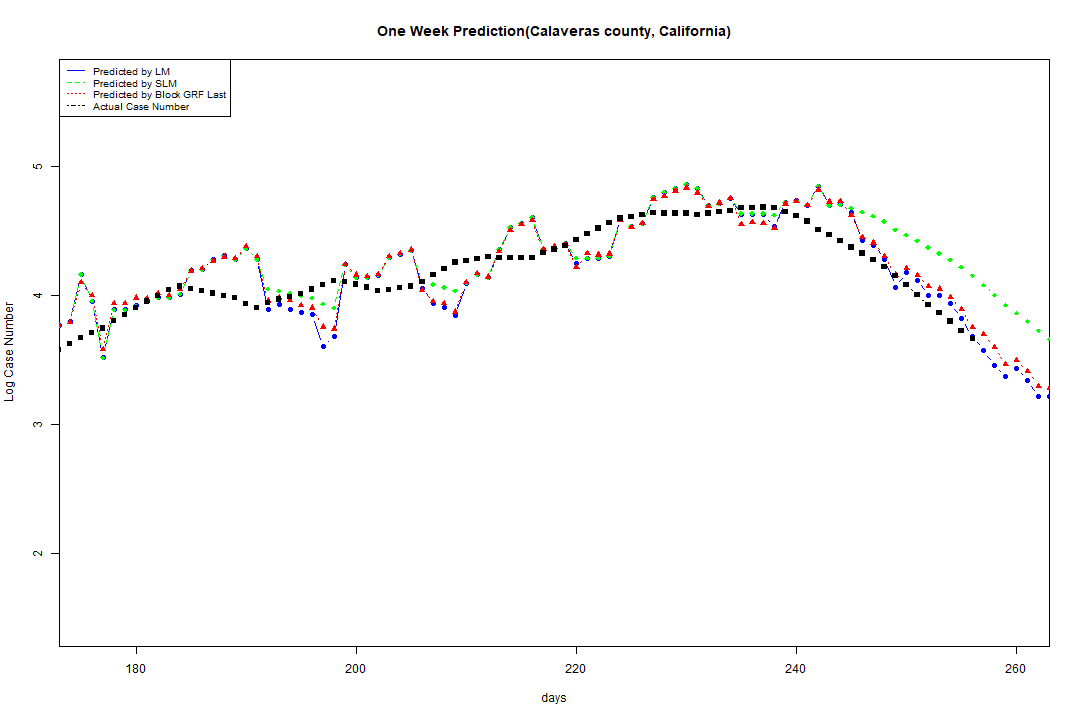 One Week Prediction(Calaveras county, California)
Predicted by LM
Predicted by SLM
Predicted by Block GRF Last
Actual Case Number
5
4
3
2
Log Case Number
180 200 220 240 260
days